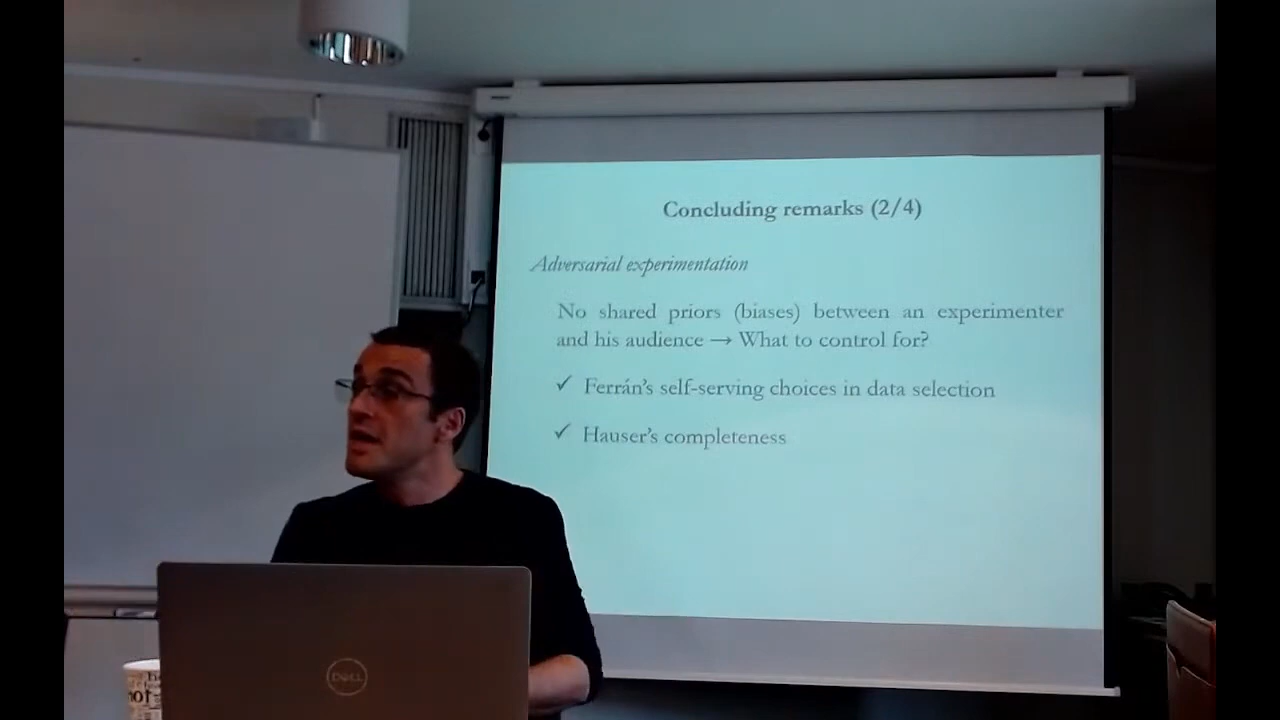 Concluding remarks (2/4)
Adversarial experimentation
No shared priors (biases) between an experimenter
and his audience → What to control for?
✓ Ferrán's self-serving choices in data selection
✓ Hauser's completeness
DELL